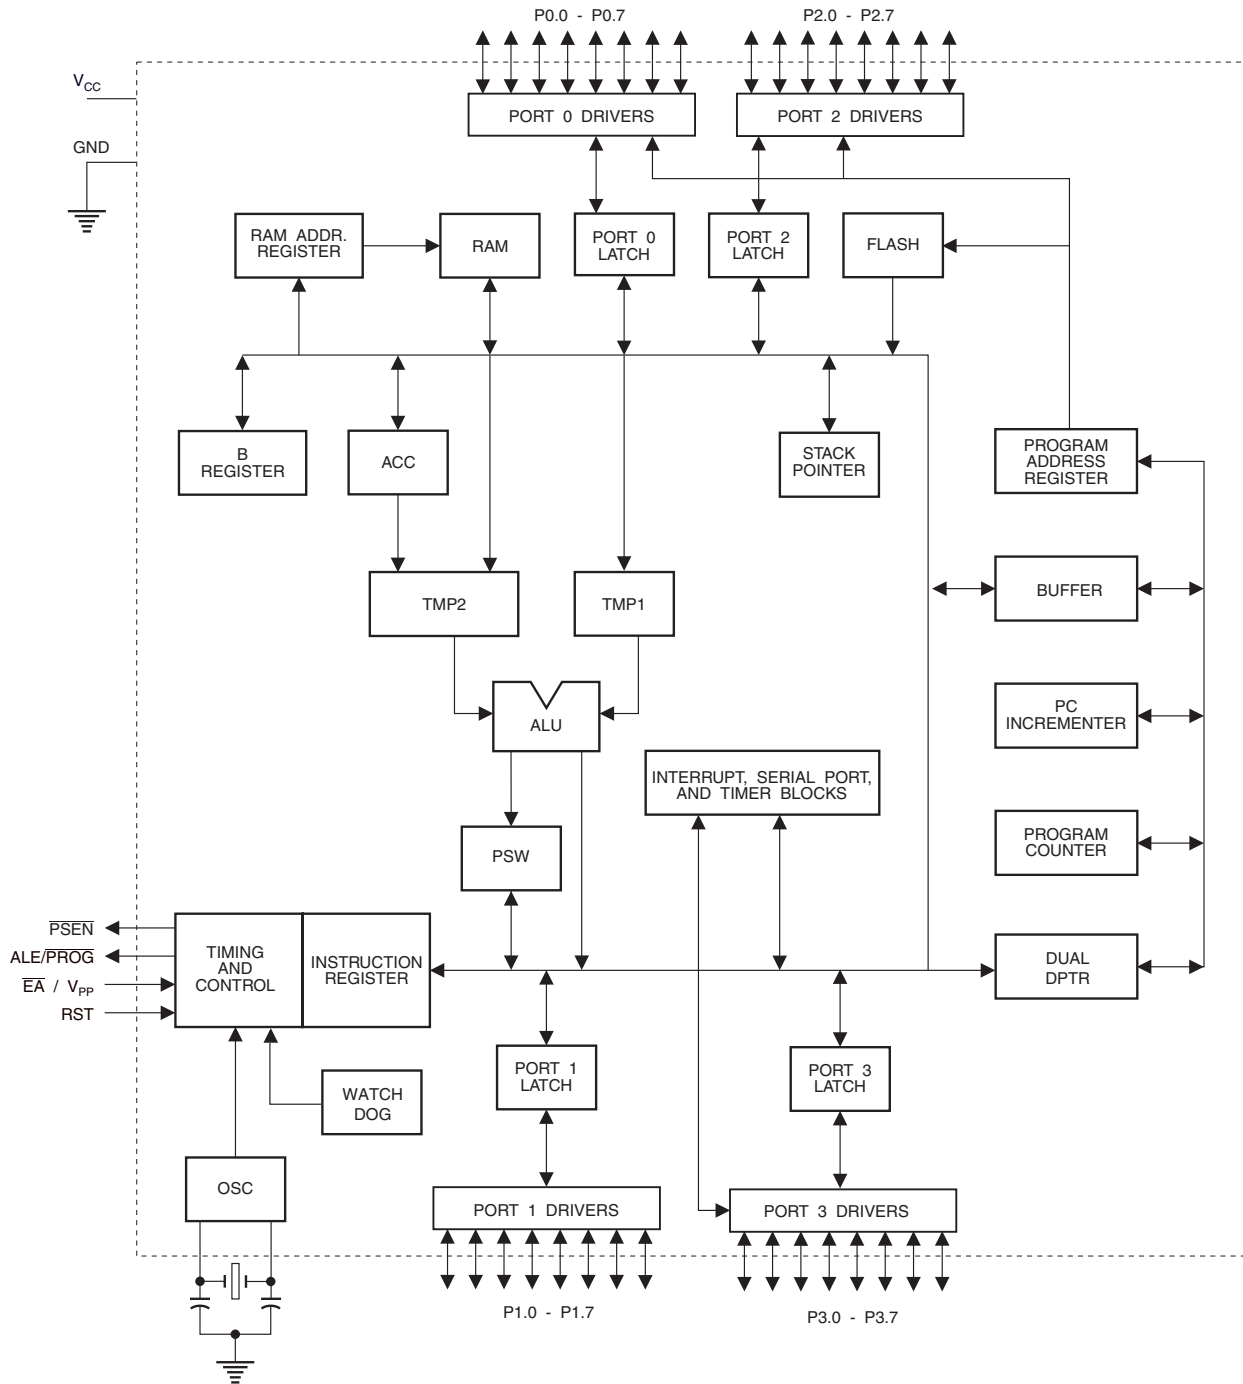 P0.0 - P0.7
P2.0 - P2.7
VCC
GND
PORT 0 DRIVERS
PORT 2 DRIVERS
RAM ADDR.
REGISTER
RAM
PORT 0
LATCH
PORT 2
LATCH
FLASH
B
REGISTER
ACC
STACK
POINTER
PROGRAM
ADDRESS
REGISTER
TMP2
TMP1
BUFFER
ALU
PC
INCREMENTER
INTERRUPT, SERIAL PORT,
AND TIMER BLOCKS
PSW
PROGRAM
COUNTER
PSEN
ALE/PROG
EA / VPP
RST
TIMING
AND
CONTROL
INSTRUCTION
REGISTER
DUAL
DPTR
WATCH
DOG
PORT 1
LATCH
PORT 3
LATCH
OSC
PORT 1 DRIVERS
PORT 3 DRIVERS
P1.0 - P1.7
P3.0 - P3.7